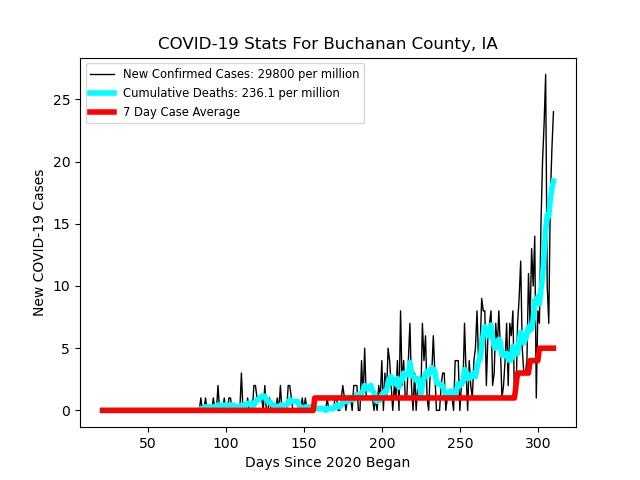 COVID-19 Stats For Buchanan County, IA
New Confirmed Cases: 29800 per million
Cumulative Deaths: 236.1 per million
7 Day Case Average
New COVID-19 Cases
25
20
15
10
5
0
50 100 150 200 250 300
Days Since 2020 Began